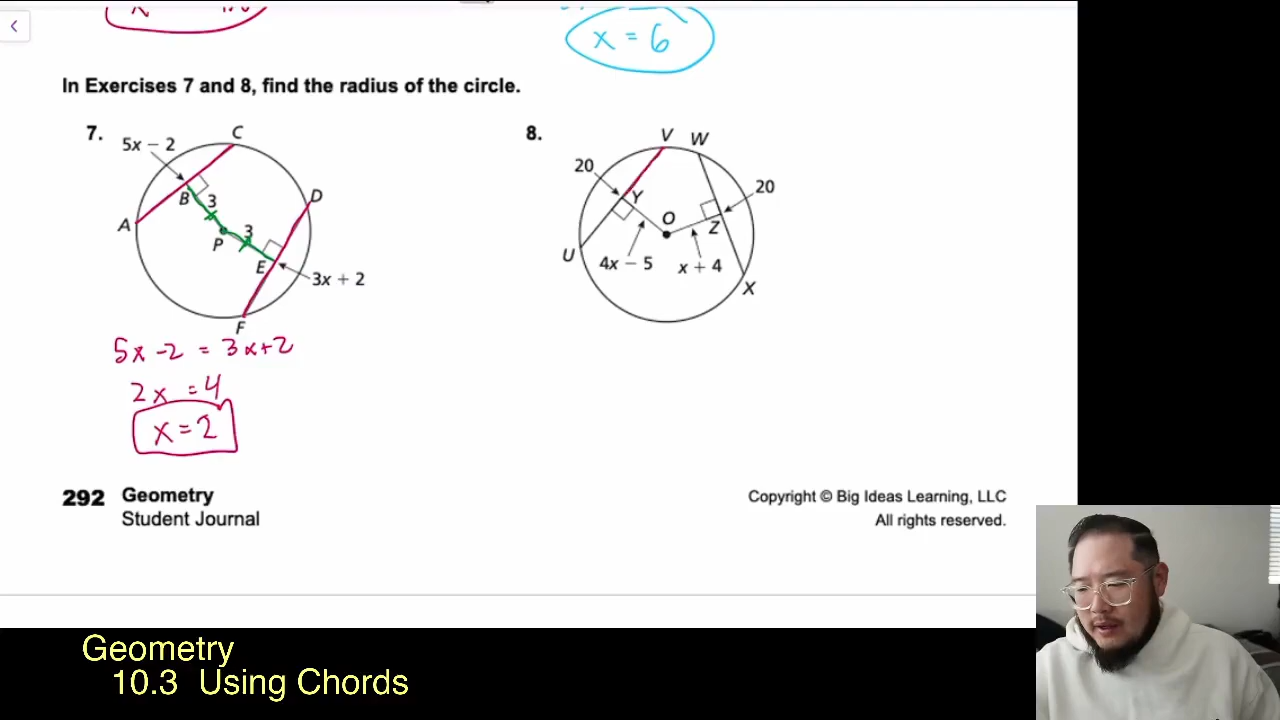 x = 6
In Exercises 7 and 8, find the radius of the circle.
7.
5x – 2
C
B
3
D
A
P
3
E
3x + 2
F
5x -2 = 3x+2
2x = 4
x = 2
8.
V W
20
Y
20
O
Z
U
4x – 5
x + 4
X
292 Geometry
Student Journal
Copyright © Big Ideas Learning, LLC
All rights reserved.
Geometry
10.3 Using Chords